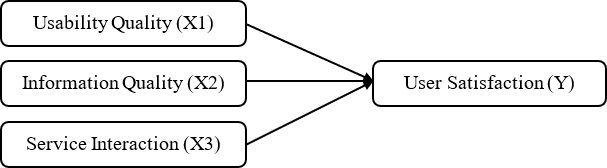 Usability Quality (X1)
Information Quality (X2)
User Satisfaction (Y)
Service Interaction (X3)